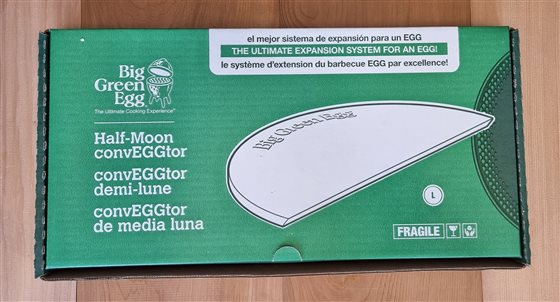 el mejor sistema de expansión para un EGG
THE ULTIMATE EXPANSION SYSTEM FOR AN EGG!
le système d'extension du barbecue EGG par excellence!
Big
Green
Egg
The Ultimate Cooking Experience™
Half-Moon
convEGGtor
convEGGtor
demi-lune
convEGGtor
de media luna
Big Green Egg
L
FRAGILE